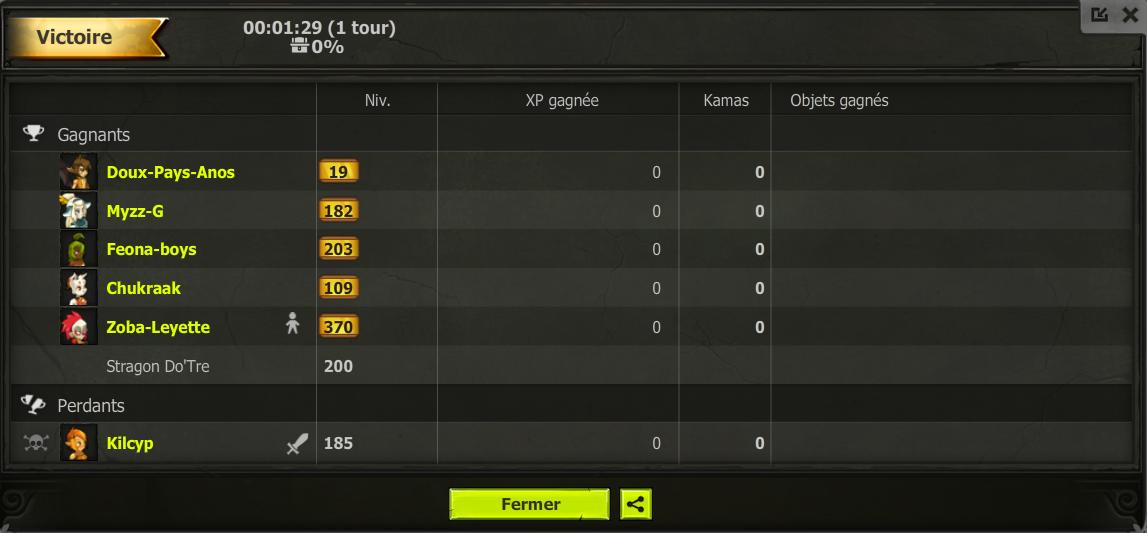 Victoire
00:01:29 (1 tour)
0%
Niv. XP gagnée Kamas Objets gagnés
Gagnants
Doux-Pays-Anos 19 0 0
Myzz-G 182 0 0
Feona-boys 203 0 0
Chukraak 109 0 0
Zoba-Leyette 370 0 0
Stragon Do'Tre 200
Perdants
Kilcyp 185 0 0
Fermer